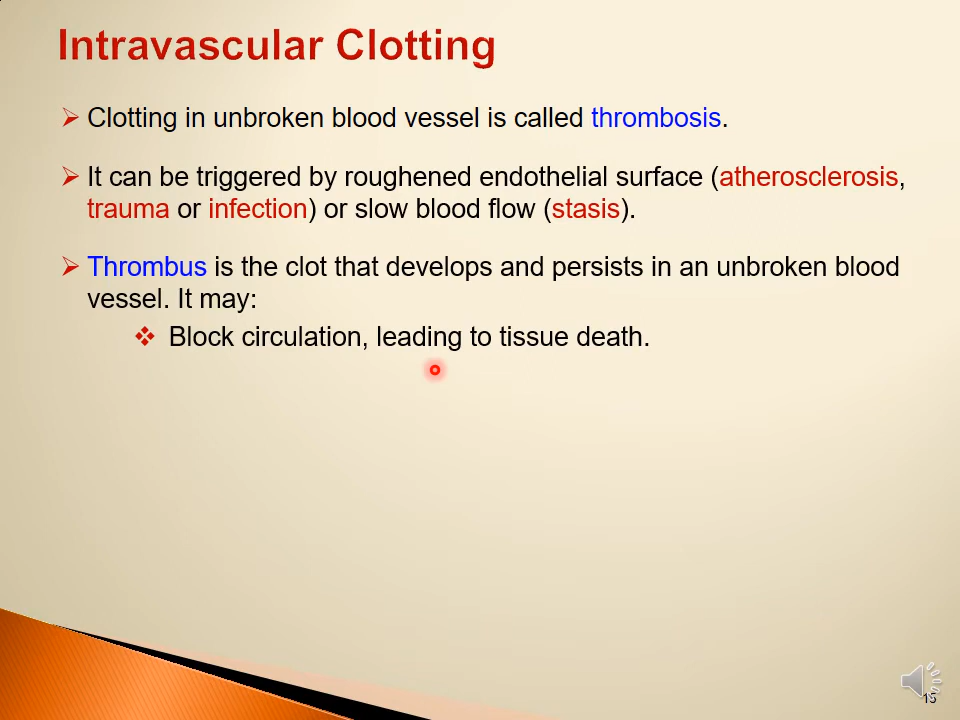 Intravascular Clotting
Clotting in unbroken blood vessel is called thrombosis.
It can be triggered by roughened endothelial surface (atherosclerosis,
trauma or infection) or slow blood flow (stasis).
Thrombus is the clot that develops and persists in an unbroken blood
vessel. It may:
Block circulation, leading to tissue death.
15